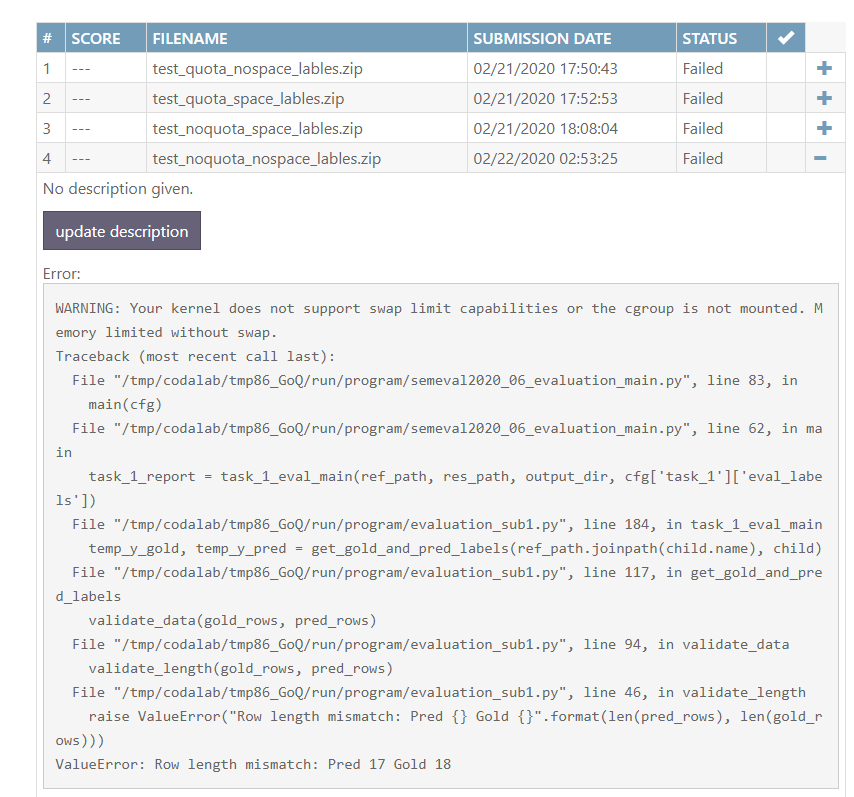 # SCORE FILENAME SUBMISSION DATE STATUS ✔
1 --- test_quota_nospace_lables.zip 02/21/2020 17:50:43 Failed +
2 --- test_quota_space_lables.zip 02/21/2020 17:52:53 Failed +
3 --- test_noquota_space_lables.zip 02/21/2020 18:08:04 Failed +
4 --- test_noquota_nospace_lables.zip 02/22/2020 02:53:25 Failed −
No description given.
update description
Error:
WARNING: Your kernel does not support swap limit capabilities or the cgroup is not mounted. M
emory limited without swap.
Traceback (most recent call last):
  File "/tmp/codalab/tmp86_GoQ/run/program/semeval2020_06_evaluation_main.py", line 83, in
    main(cfg)
  File "/tmp/codalab/tmp86_GoQ/run/program/semeval2020_06_evaluation_main.py", line 62, in ma
in
    task_1_report = task_1_eval_main(ref_path, res_path, output_dir, cfg['task_1']['eval_labe
ls'])
  File "/tmp/codalab/tmp86_GoQ/run/program/evaluation_sub1.py", line 184, in task_1_eval_main
    temp_y_gold, temp_y_pred = get_gold_and_pred_labels(ref_path.joinpath(child.name), child)
  File "/tmp/codalab/tmp86_GoQ/run/program/evaluation_sub1.py", line 117, in get_gold_and_pre
d_labels
    validate_data(gold_rows, pred_rows)
  File "/tmp/codalab/tmp86_GoQ/run/program/evaluation_sub1.py", line 94, in validate_data
    validate_length(gold_rows, pred_rows)
  File "/tmp/codalab/tmp86_GoQ/run/program/evaluation_sub1.py", line 46, in validate_length
    raise ValueError("Row length mismatch: Pred {} Gold {}".format(len(pred_rows), len(gold_r
ows)))
ValueError: Row length mismatch: Pred 17 Gold 18